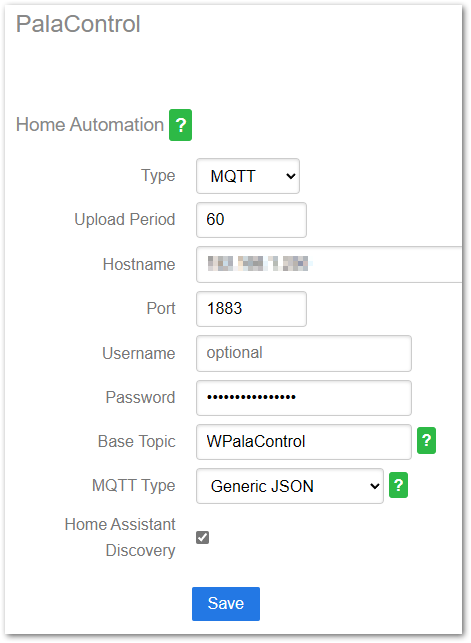 PalaControl
Home Automation ?
Type MQTT
Upload Period 60
Hostname
Port 1883
Username optional
Password ••••••••••••••••
Base Topic WPalaControl ?
MQTT Type Generic JSON ?
Home Assistant
Discovery
Save